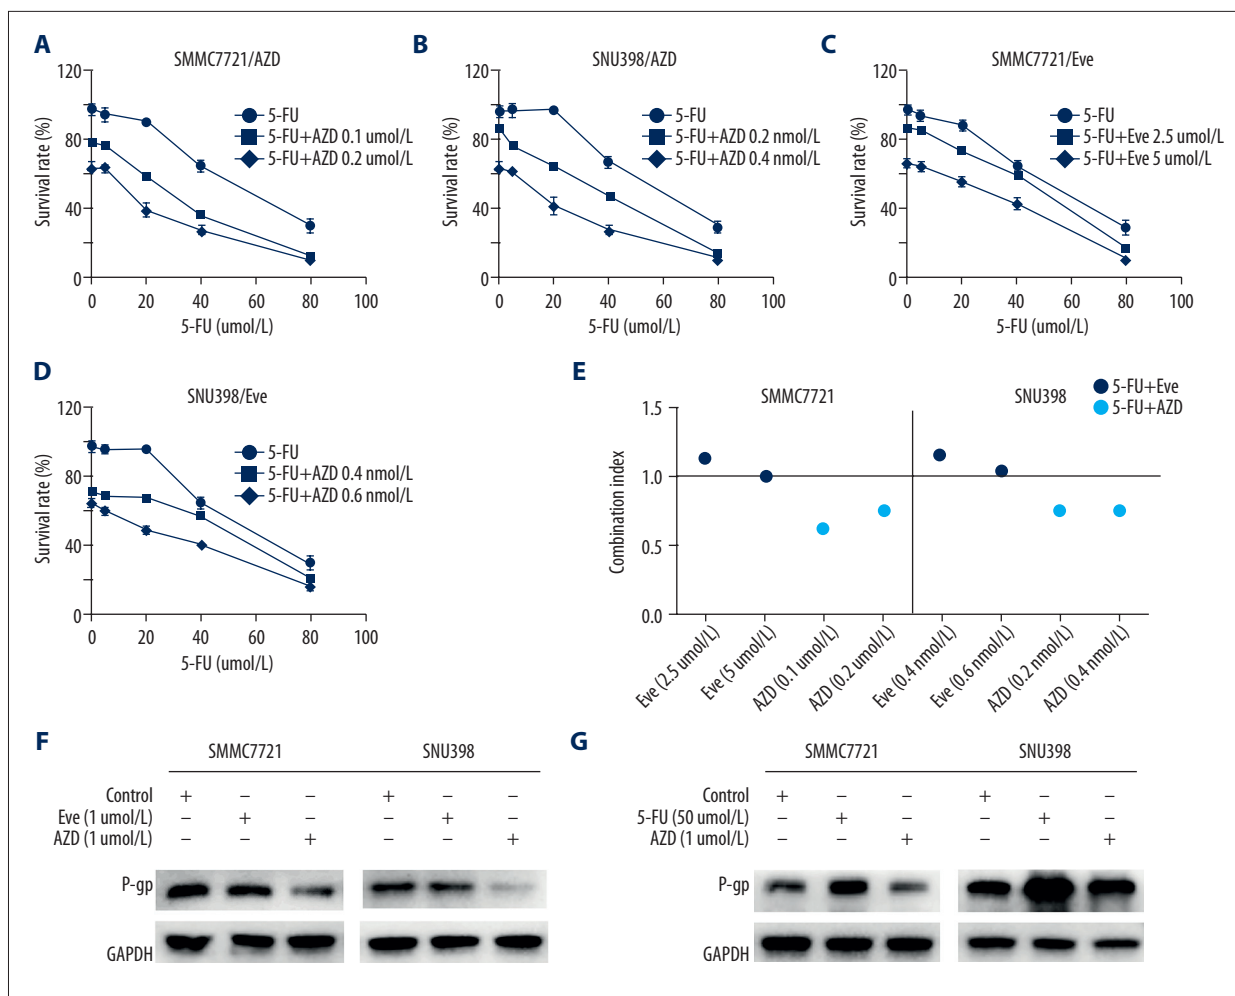 A
SMMC7721/AZD
120
80
40
0
Survival rate (%)
5-FU
5-FU+AZD 0.1 umol/L
5-FU+AZD 0.2 umol/L
0 20 40 60 80 100
5-FU (umol/L)
B
SNU398/AZD
120
80
40
0
Survival rate (%)
5-FU
5-FU+AZD 0.2 nmol/L
5-FU+AZD 0.4 nmol/L
0 20 40 60 80 100
5-FU (umol/L)
C
SMMC7721/Eve
120
80
40
0
Survival rate (%)
5-FU
5-FU+Eve 2.5 umol/L
5-FU+Eve 5 umol/L
0 20 40 60 80 100
5-FU (umol/L)
D
SNU398/Eve
120
80
40
0
Survival rate (%)
5-FU
5-FU+AZD 0.4 nmol/L
5-FU+AZD 0.6 nmol/L
0 20 40 60 80 100
5-FU (umol/L)
E
SMMC7721
SNU398
5-FU+Eve
5-FU+AZD
1.5
1.0
0.5
0.0
Combination index
Eve (2.5 umol/L)
Eve (5 umol/L)
AZD (0.1 umol/L)
AZD (0.2 umol/L)
Eve (0.4 nmol/L)
Eve (0.6 nmol/L)
AZD (0.2 nmol/L)
AZD (0.4 nmol/L)
F
SMMC7721 SNU398
Control + – – + – –
Eve (1 umol/L) – + – – + –
AZD (1 umol/L) – – + – – +
P-gp
GAPDH
G
SMMC7721 SNU398
Control + – – + – –
5-FU (50 umol/L) – + – – + –
AZD (1 umol/L) – – + – – +
P-gp
GAPDH